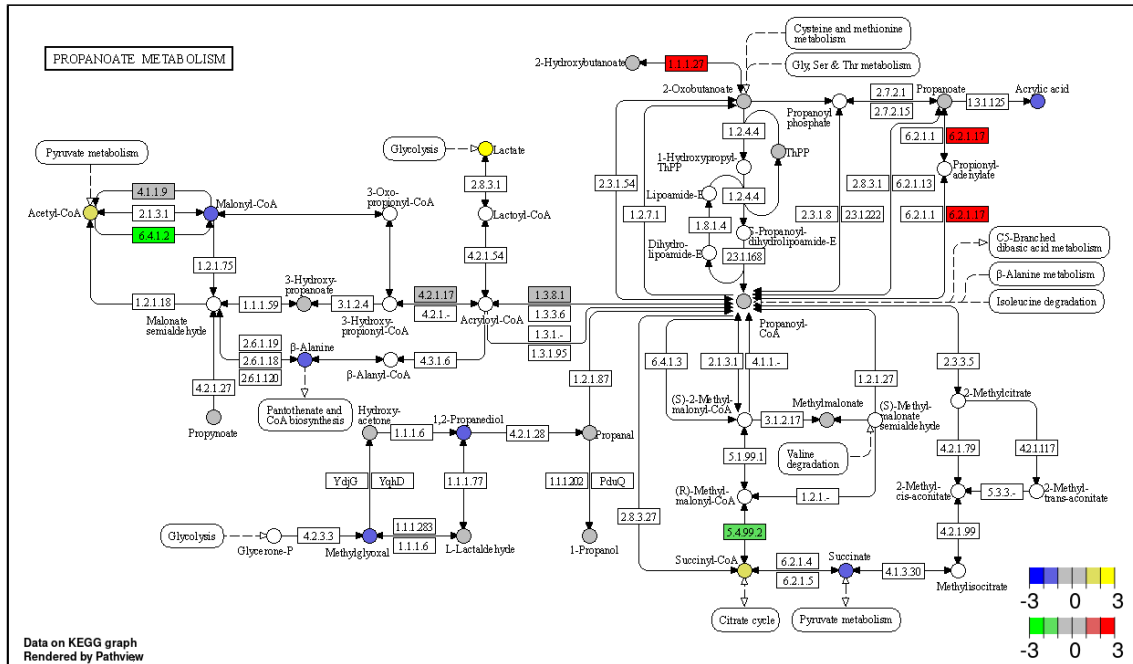 PROPANOATE METABOLISM
Cysteine and methionine
metabolism
2-Hydroxybutanoate
1.1.1.27
Gly, Ser & Thr metabolism
2-Oxobutanoate
2.7.2.1
2.7.2.15
Propanoyl
phosphate
Propanoate
1.3.1.125
Acrylic acid
1.2.4.4
6.2.1.1
6.2.1.17
Pyruvate metabolism
Glycolysis
Lactate
1-Hydroxypropyl-
ThPP
ThPP
Propionyl-
adenylate
4.1.1.9
2.8.3.1
2.3.1.54
Lipoamide-E
1.2.4.4
2.8.3.1
6.2.1.13
3-Oxo-
propionyl-CoA
Acetyl-CoA
2.1.3.1
Malonyl-CoA
Lactoyl-CoA
1.2.7.1
1.8.1.4
2.3.1.8
2.3.1.222
6.2.1.1
6.2.1.17
6.4.1.2
S-Propanoyl-
dihydrolipoamide-E
Dihydro-
lipoamide-E
C5-Branched
dibasic acid metabolism
4.2.1.54
2.3.1.168
1.2.1.75
β-Alanine metabolism
3-Hydroxy-
propanoate
4.2.1.17
1.3.8.1
1.2.1.18
1.1.1.59
3.1.2.4
4.2.1.-
Acryloyl-CoA
1.3.3.6
Isoleucine degradation
Malonate
semialdehyde
3-Hydroxy-
propionyl-CoA
1.3.1.-
1.3.1.95
Propanoyl-
CoA
2.6.1.19
2.6.1.18
2.6.1.120
β-Alanine
4.3.1.6
β-Alanyl-CoA
6.4.1.3
2.1.3.1
4.1.1.-
2.3.3.5
1.2.1.87
1.2.1.27
4.2.1.27
Pantothenate and
CoA biosynthesis
Hydroxy-
acetone
(S)-2-Methyl-
malonyl-CoA
Methylmalonate
(S)-Methyl-
malonate
semialdehyde
2-Methylcitrate
Propynoate
1,2-Propanediol
3.1.2.17
1.1.1.6
4.2.1.28
Propanal
Valine
degradation
5.1.99.1
4.2.1.79
4.2.1.117
YdjG
YqhD
1.1.1.77
1.1.1.202
PduQ
(R)-Methyl-
malonyl-CoA
1.2.1.-
2-Methyl-
cis-aconitate
5.3.3.-
2-Methyl-
trans-aconitate
2.8.3.27
Glycolysis
4.2.3.3
1.1.1.283
1.1.1.6
5.4.99.2
4.2.1.99
Glycerone-P
Methylglyoxal
L-Lactaldehyde
1-Propanol
Succinyl-CoA
6.2.1.4
6.2.1.5
Succinate
4.1.3.30
Methylisocitrate
Citrate cycle
Pyruvate metabolism
-3 0 3
-3 0 3
Data on KEGG graph
Rendered by Pathview